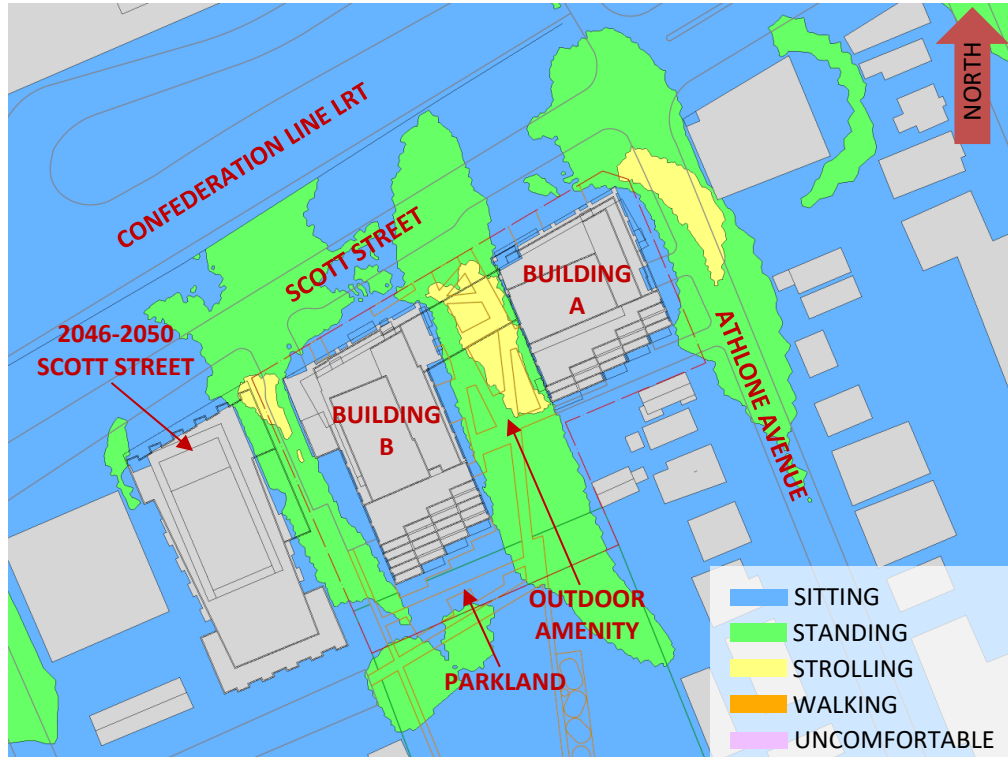 NORTH
CONFEDERATION LINE LRT
SCOTT STREET
BUILDING
A
2046-2050
SCOTT STREET
BUILDING
B
ATHLONE AVENUE
OUTDOOR
AMENITY
PARKLAND
SITTING
STANDING
STROLLING
WALKING
UNCOMFORTABLE